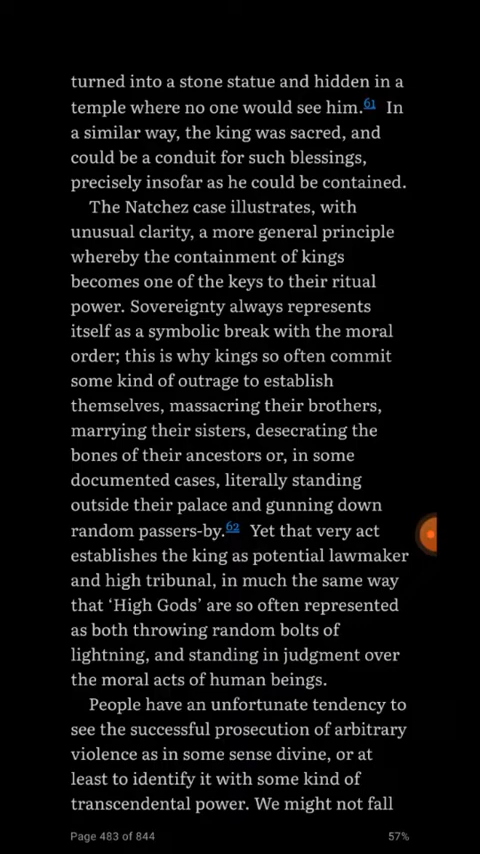 turned into a stone statue and hidden in a
temple where no one would see him.61 In
a similar way, the king was sacred, and
could be a conduit for such blessings,
precisely insofar as he could be contained.
The Natchez case illustrates, with
unusual clarity, a more general principle
whereby the containment of kings
becomes one of the keys to their ritual
power. Sovereignty always represents
itself as a symbolic break with the moral
order; this is why kings so often commit
some kind of outrage to establish
themselves, massacring their brothers,
marrying their sisters, desecrating the
bones of their ancestors or, in some
documented cases, literally standing
outside their palace and gunning down
random passers-by.62 Yet that very act
establishes the king as potential lawmaker
and high tribunal, in much the same way
that ‘High Gods’ are so often represented
as both throwing random bolts of
lightning, and standing in judgment over
the moral acts of human beings.
People have an unfortunate tendency to
see the successful prosecution of arbitrary
violence as in some sense divine, or at
least to identify it with some kind of
transcendental power. We might not fall
Page 483 of 844 57%